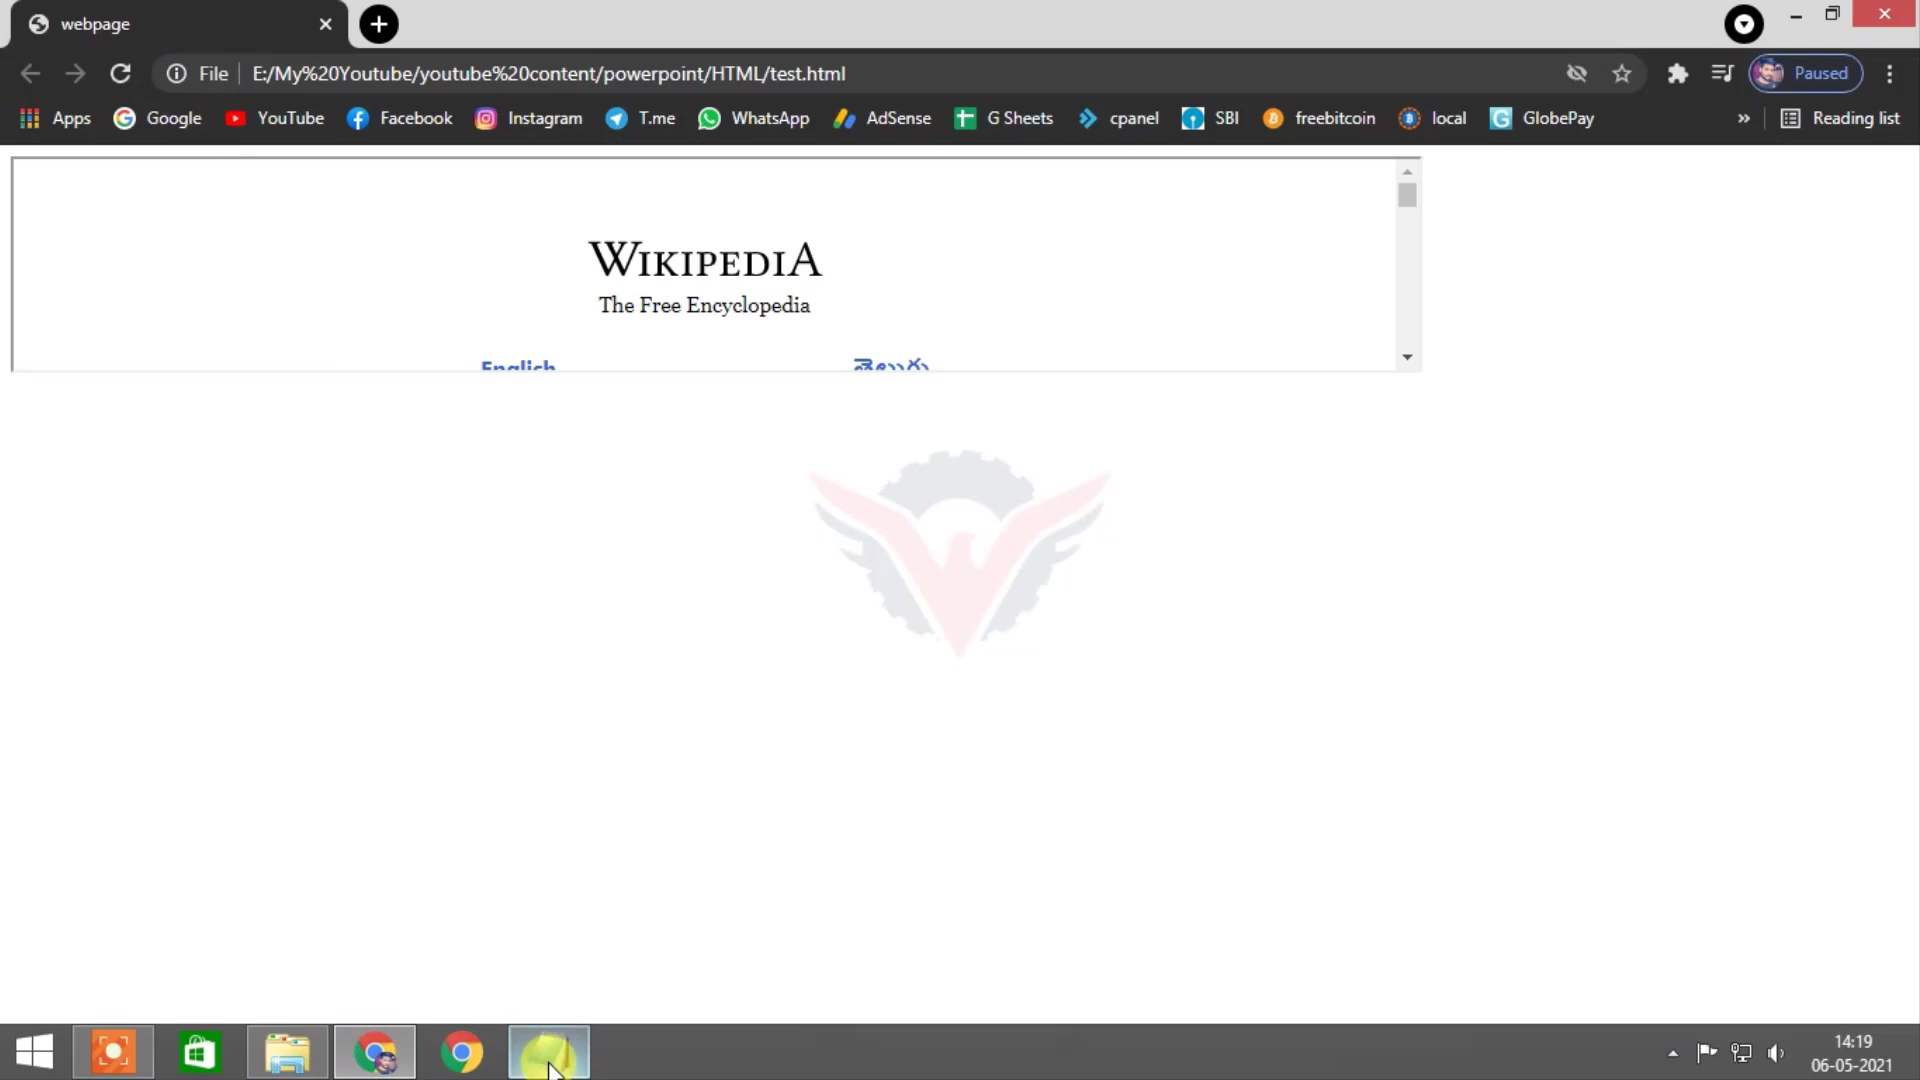 webpage
File E:/My%20Youtube/youtube%20content/powerpoint/HTML/test.html Paused
Apps Google YouTube Facebook Instagram T.me WhatsApp AdSense G Sheets cpanel SBI freebitcoin local GlobePay » Reading list
WIKIPEDIA
The Free Encyclopedia
English తెలుగు
14:19
06-05-2021